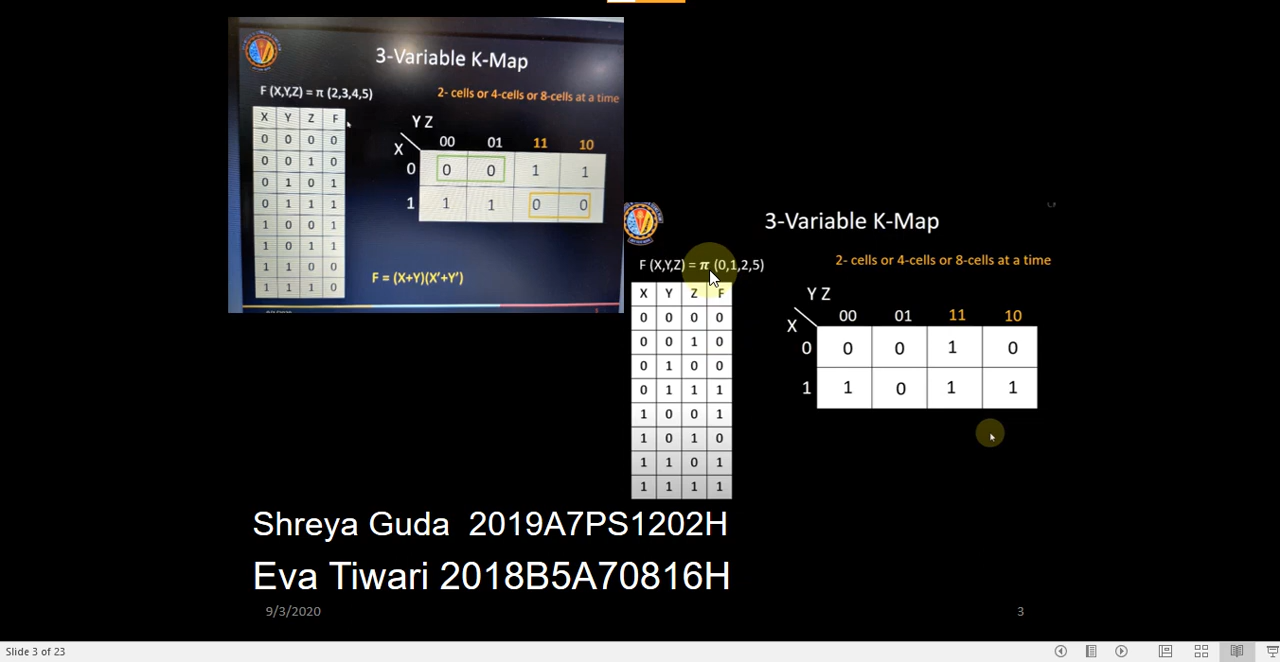 3-Variable K-Map
F (X,Y,Z) = π (2,3,4,5)
2- cells or 4-cells or 8-cells at a time
X Y Z F
0 0 0 0
0 0 1 0
0 1 0 1
0 1 1 1
1 0 0 1
1 0 1 1
1 1 0 0
1 1 1 0
Y Z
X
00 01 11 10
0 0 0 1 1
1 1 1 0 0
F = (X+Y)(X'+Y')
3-Variable K-Map
F (X,Y,Z) = π (0,1,2,5)
2- cells or 4-cells or 8-cells at a time
X Y Z F
0 0 0 0
0 0 1 0
0 1 0 0
0 1 1 1
1 0 0 1
1 0 1 0
1 1 0 1
1 1 1 1
Y Z
X
00 01 11 10
0 0 0 1 0
1 1 0 1 1
Shreya Guda 2019A7PS1202H
Eva Tiwari 2018B5A70816H
9/3/2020
3
Slide 3 of 23